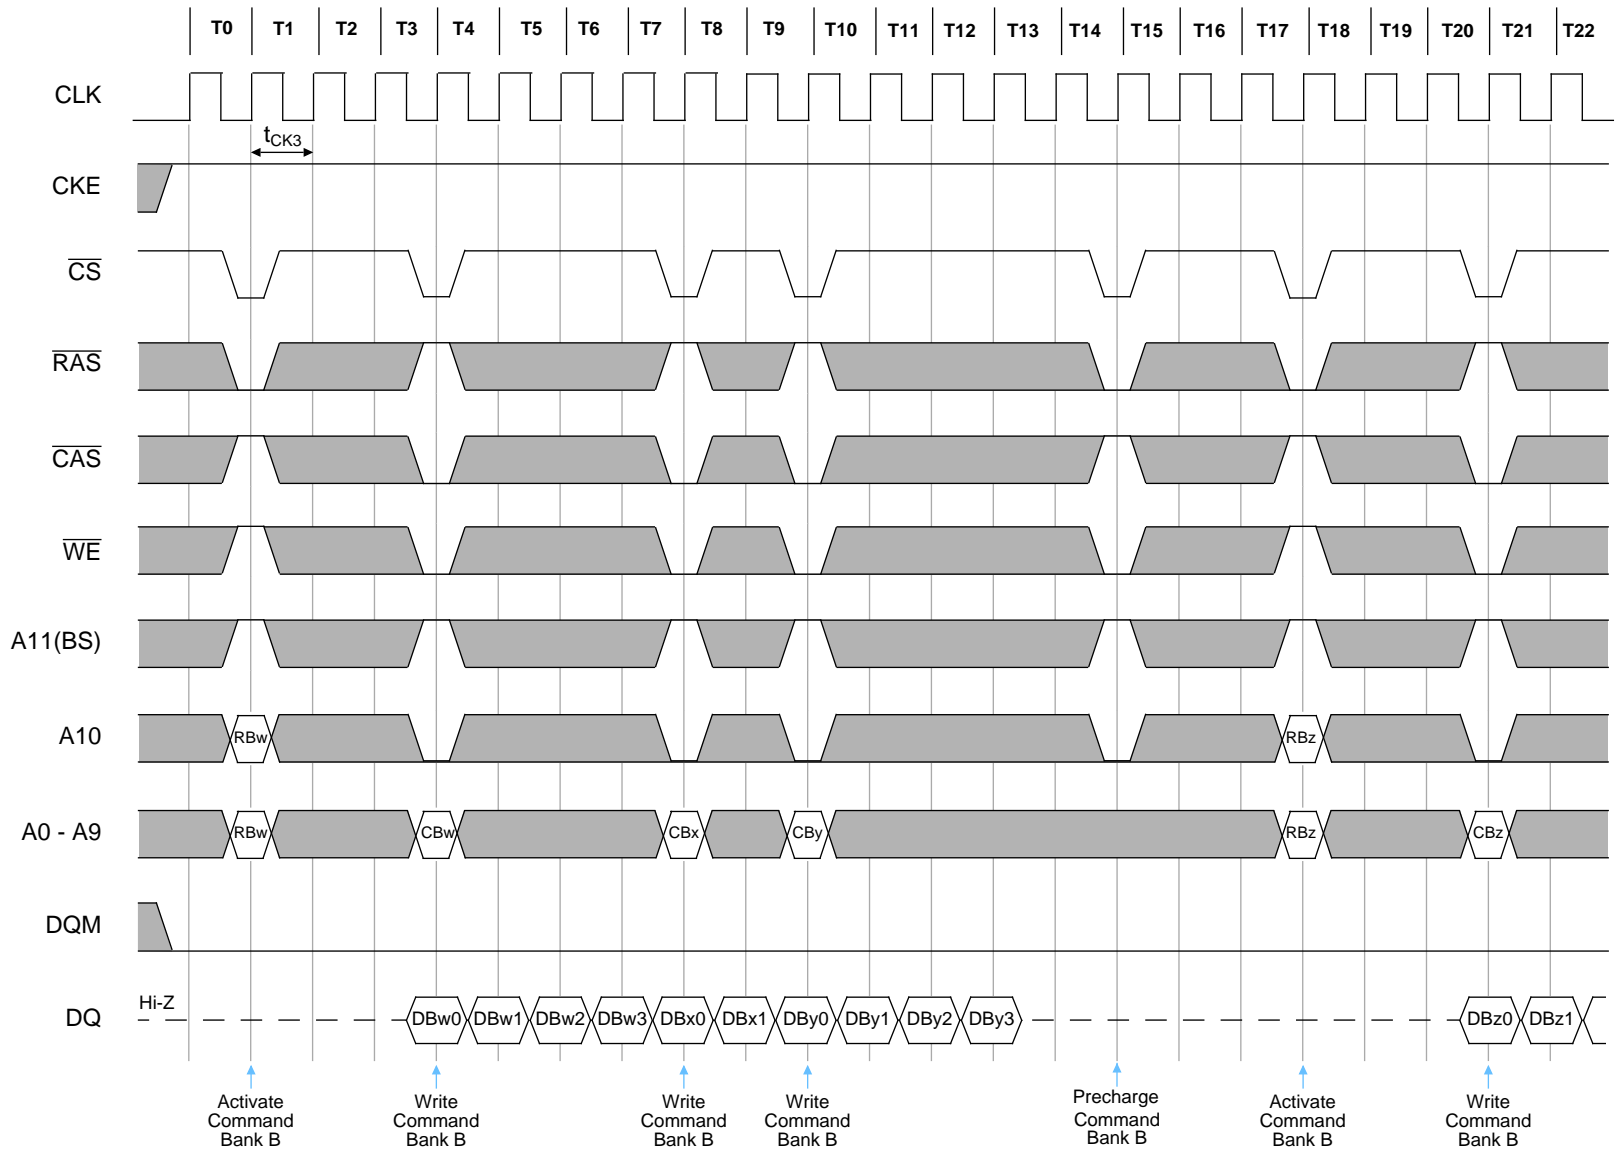 T0 T1 T2 T3 T4 T5 T6 T7 T8 T9 T10 T11 T12 T13 T14 T15 T16 T17 T18 T19 T20 T21 T22
CLK
tCK3
CKE
CS
RAS
CAS
WE
A11(BS)
A10 RBw RBz
A0 - A9 RBw CBw CBx CBy RBz CBz
DQM
Hi-Z
DQ DBw0 DBw1 DBw2 DBw3 DBx0 DBx1 DBy0 DBy1 DBy2 DBy3 DBz0 DBz1
Activate
Command
Bank B
Write
Command
Bank B
Write
Command
Bank B
Write
Command
Bank B
Precharge
Command
Bank B
Activate
Command
Bank B
Write
Command
Bank B